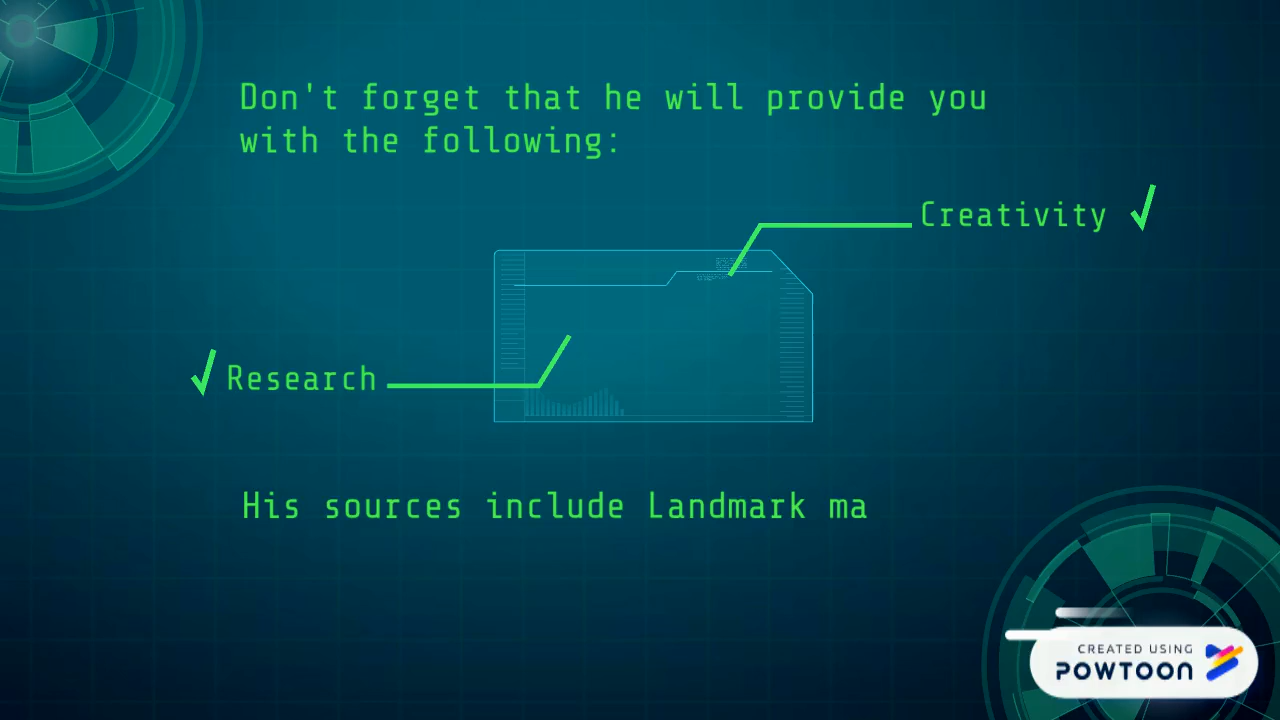 Don't forget that he will provide you
with the following:
Creativity
Research
His sources include Landmark ma
CREATED USING
POWTOON